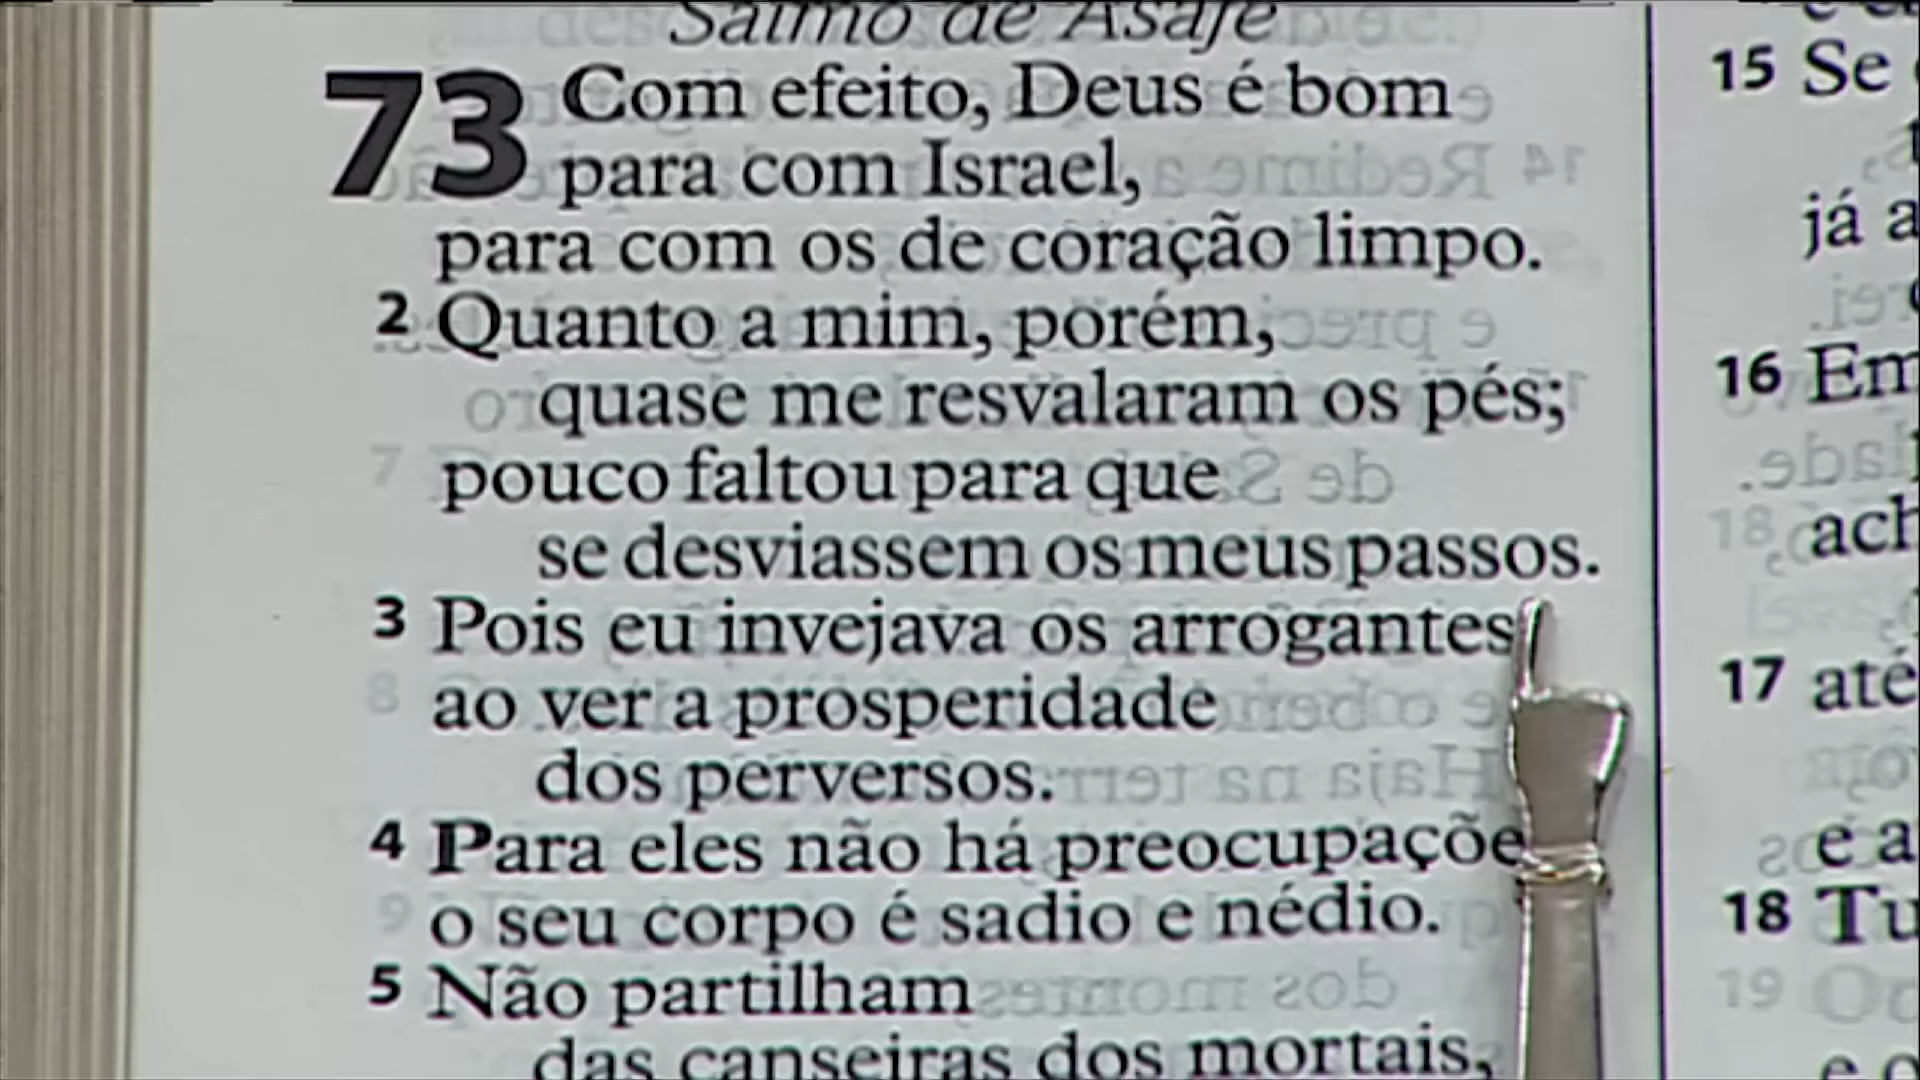 Salmo de Asafe
73 Com efeito, Deus é bom
para com Israel,
para com os de coração limpo.
2 Quanto a mim, porém,
quase me resvalaram os pés;
pouco faltou para que
se desviassem os meus passos.
3 Pois eu invejava os arrogantes
ao ver a prosperidade
dos perversos.
4 Para eles não há preocupaçõe
o seu corpo é sadio e nédio.
5 Não partilham
das canseiras dos mortais,
15 Se
já a
16 Em
ach
17 até
e a
18 Tu